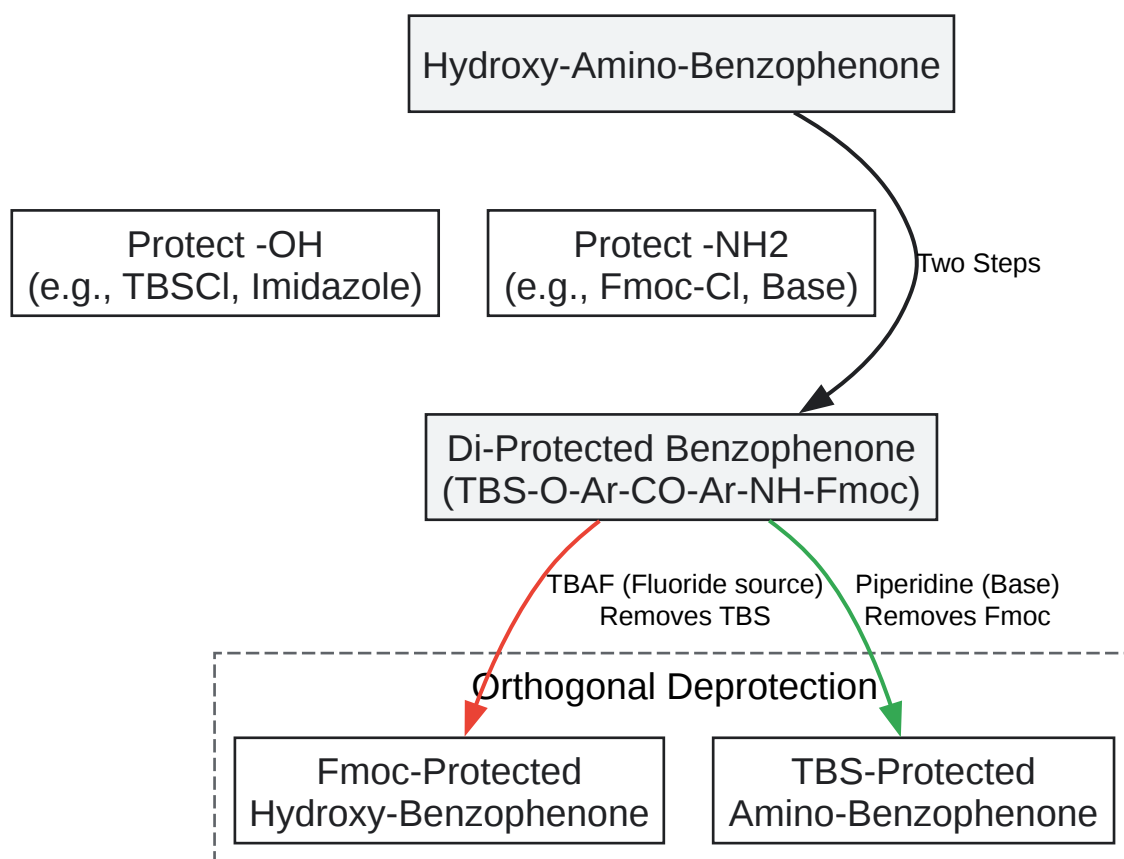 Hydroxy-Amino-Benzophenone
Protect -OH
(e.g., TBSCl, Imidazole)
Protect -NH2
(e.g., Fmoc-Cl, Base)
Two Steps
Di-Protected Benzophenone
(TBS-O-Ar-CO-Ar-NH-Fmoc)
TBAF (Fluoride source)
Removes TBS
Piperidine (Base)
Removes Fmoc
Orthogonal Deprotection
Fmoc-Protected
Hydroxy-Benzophenone
TBS-Protected
Amino-Benzophenone